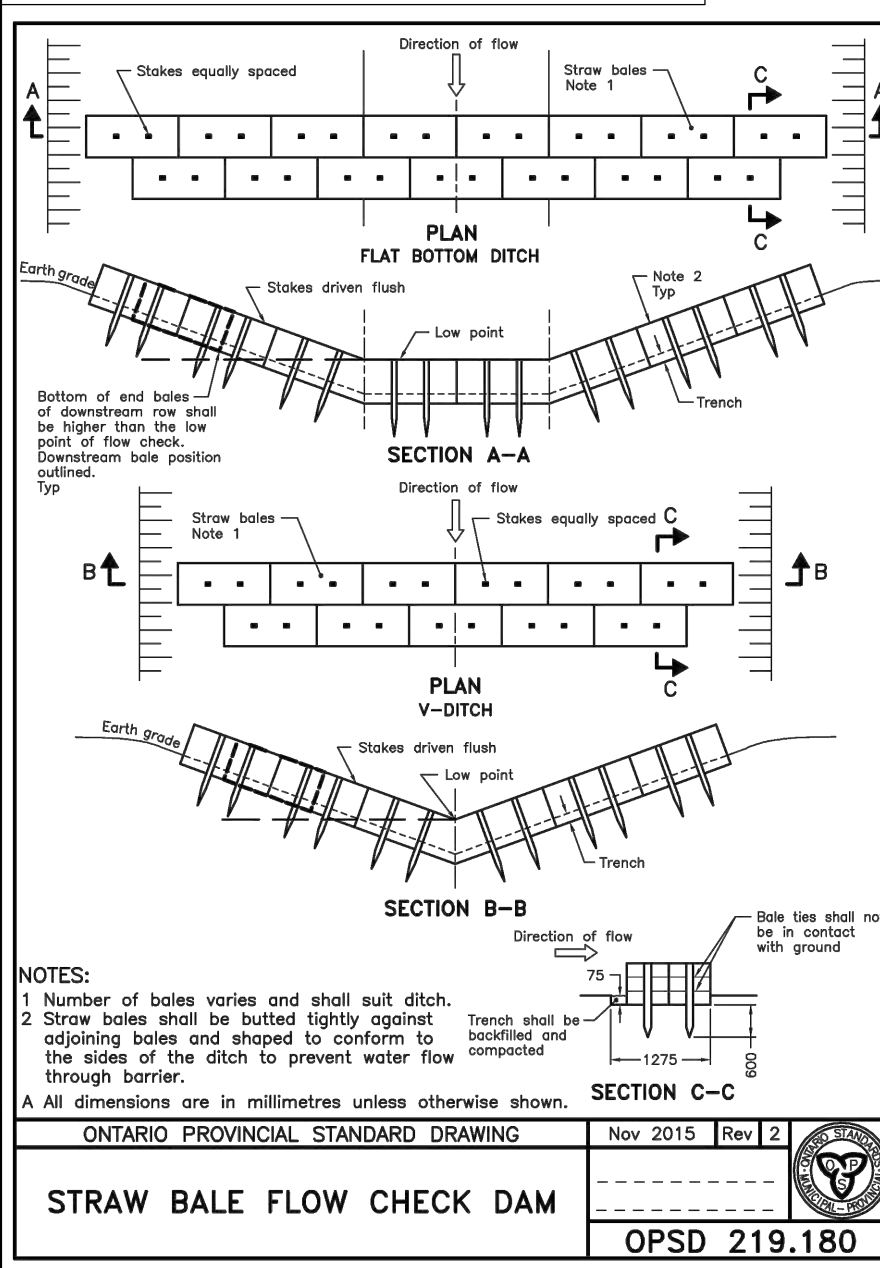 Direction of flow
Stakes equally spaced
Straw bales
Note 1
C
A
A
C
PLAN
FLAT BOTTOM DITCH
Earth grade
Stakes driven flush
Note 2
Typ
Low point
Trench
Bottom of end bales
of downstream row shall
be higher than the low
point of flow check.
Downstream bale position
outlined.
Typ
SECTION A-A
Direction of flow
Straw bales
Note 1
Stakes equally spaced
C
B
B
C
PLAN
V-DITCH
Earth grade
Stakes driven flush
Low point
Trench
SECTION B-B
Direction of flow
Bale ties shall no
be in contact
with ground
75
Trench shall be
backfilled and
compacted
1275
600
SECTION C-C
NOTES:
1 Number of bales varies and shall suit ditch.
2 Straw bales shall be butted tightly against
adjoining bales and shaped to conform to
the sides of the ditch to prevent water flow
through barrier.
A All dimensions are in millimetres unless otherwise shown.
ONTARIO PROVINCIAL STANDARD DRAWING
Nov 2015 Rev 2
STRAW BALE FLOW CHECK DAM
ONTARIO STANDARDS
MUNICIPAL-PROVINCIAL
OPS
OPSD 219.180